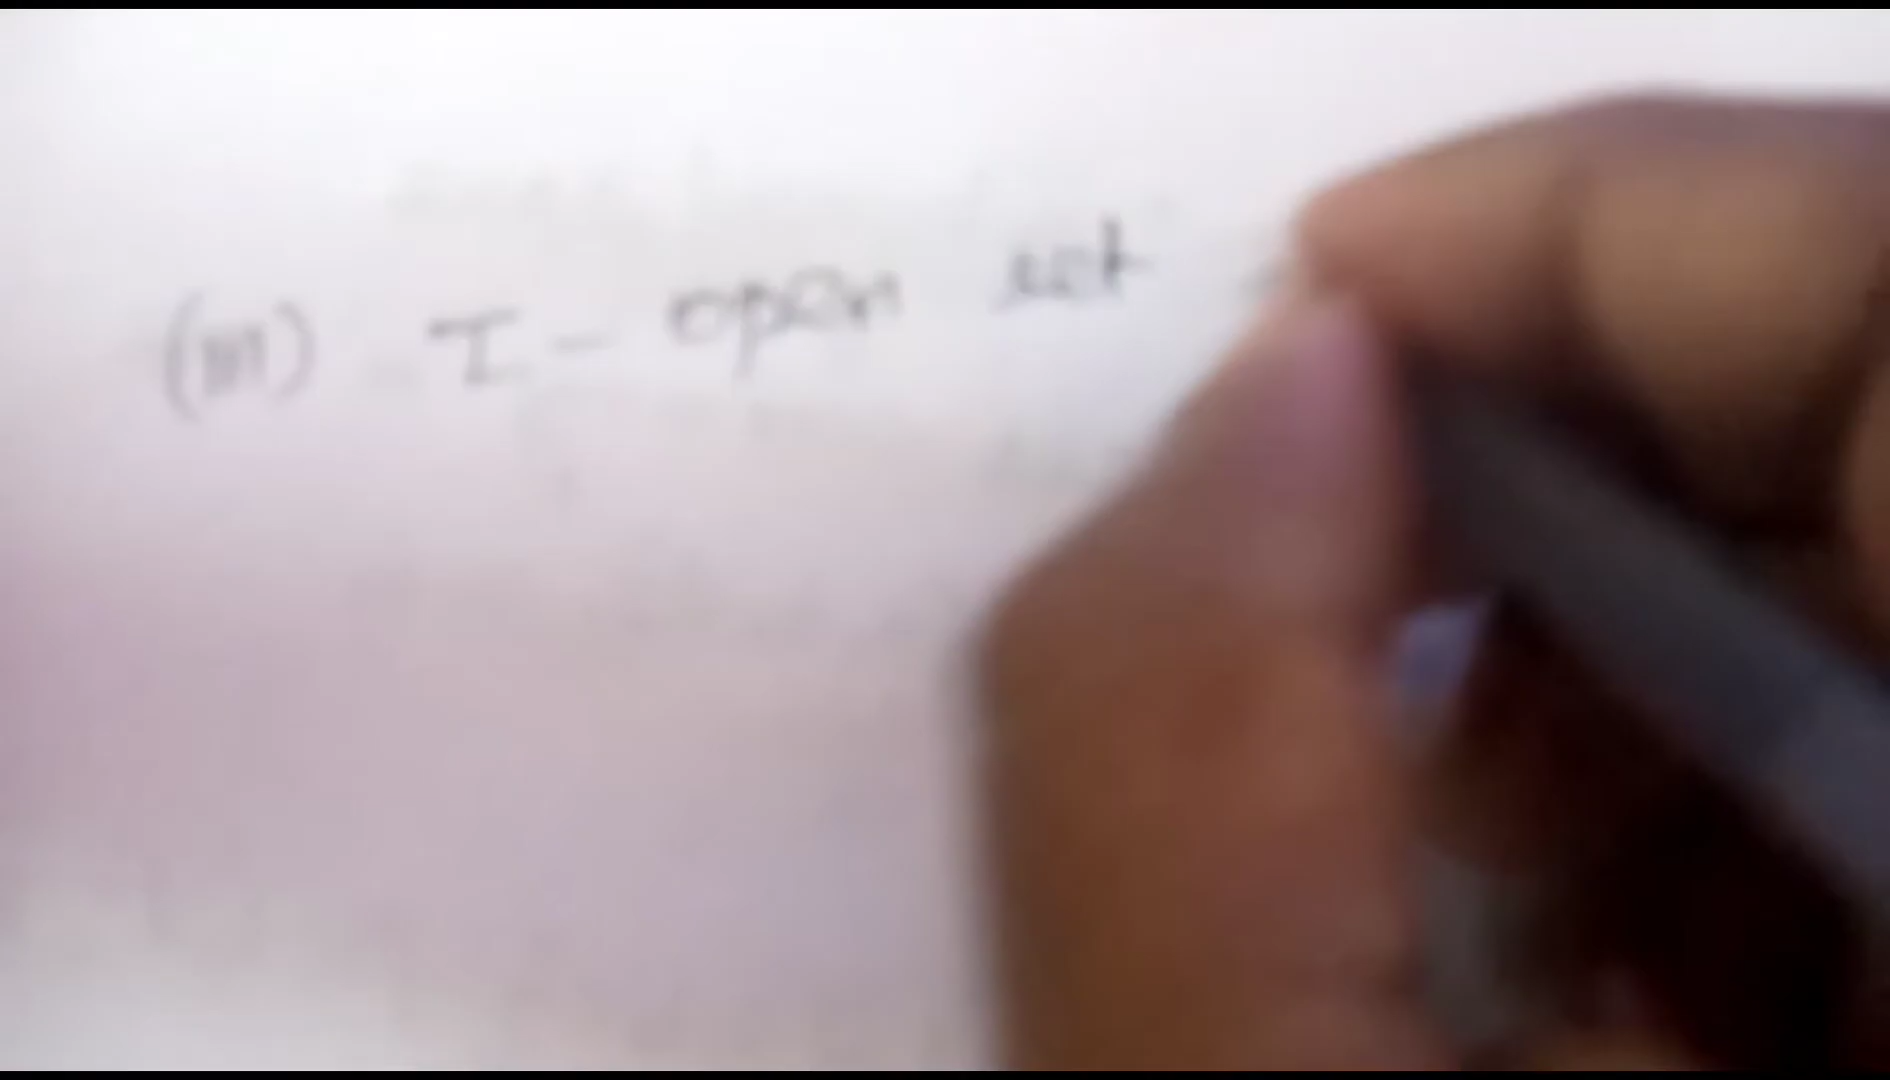 (III) τ - open set